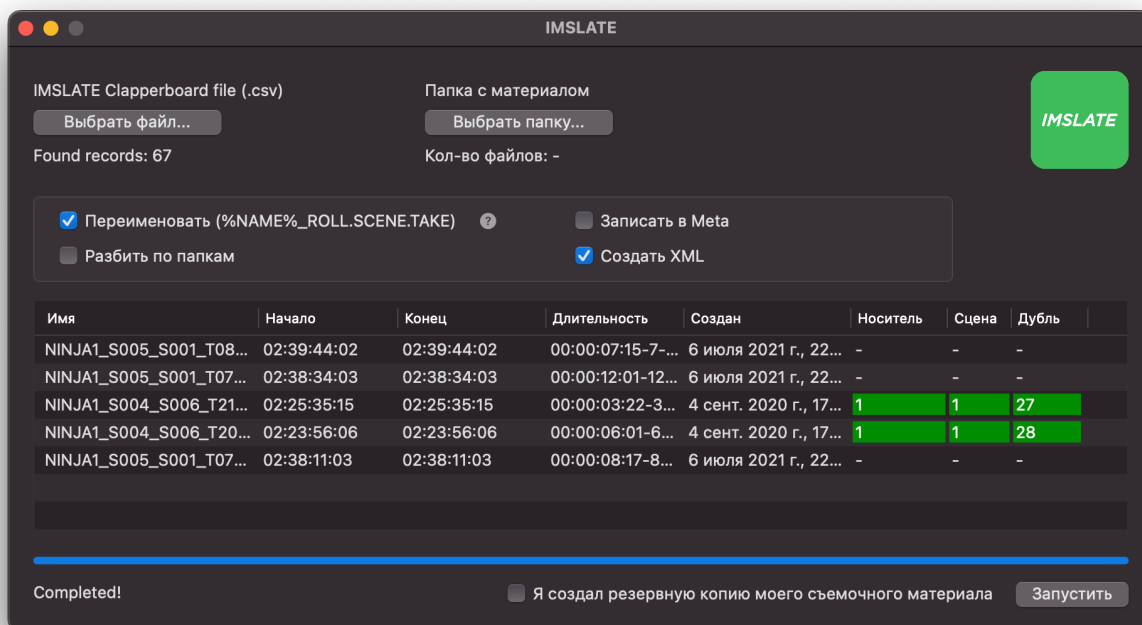 IMSLATE
IMSLATE Clapperboard file (.csv)
Папка с материалом
IMSLATE
Выбрать файл...
Выбрать папку...
Found records: 67
Кол-во файлов: -
Переименовать (%NAME%_ROLL.SCENE.TAKE) ?
Записать в Meta
Разбить по папкам
Создать XML
Имя Начало Конец Длительность Создан Носитель Сцена Дубль
NINJA1_S005_S001_T08... 02:39:44:02 02:39:44:02 00:00:07:15-7-... 6 июля 2021 г., 22... - - -
NINJA1_S005_S001_T07... 02:38:34:03 02:38:34:03 00:00:12:01-12... 6 июля 2021 г., 22... - - -
NINJA1_S004_S006_T21... 02:25:35:15 02:25:35:15 00:00:03:22-3... 4 сент. 2020 г., 17... 1 1 27
NINJA1_S004_S006_T20... 02:23:56:06 02:23:56:06 00:00:06:01-6... 4 сент. 2020 г., 17... 1 1 28
NINJA1_S005_S001_T07... 02:38:11:03 02:38:11:03 00:00:08:17-8... 6 июля 2021 г., 22... - - -
Completed!
Я создал резервную копию моего съемочного материала
Запустить